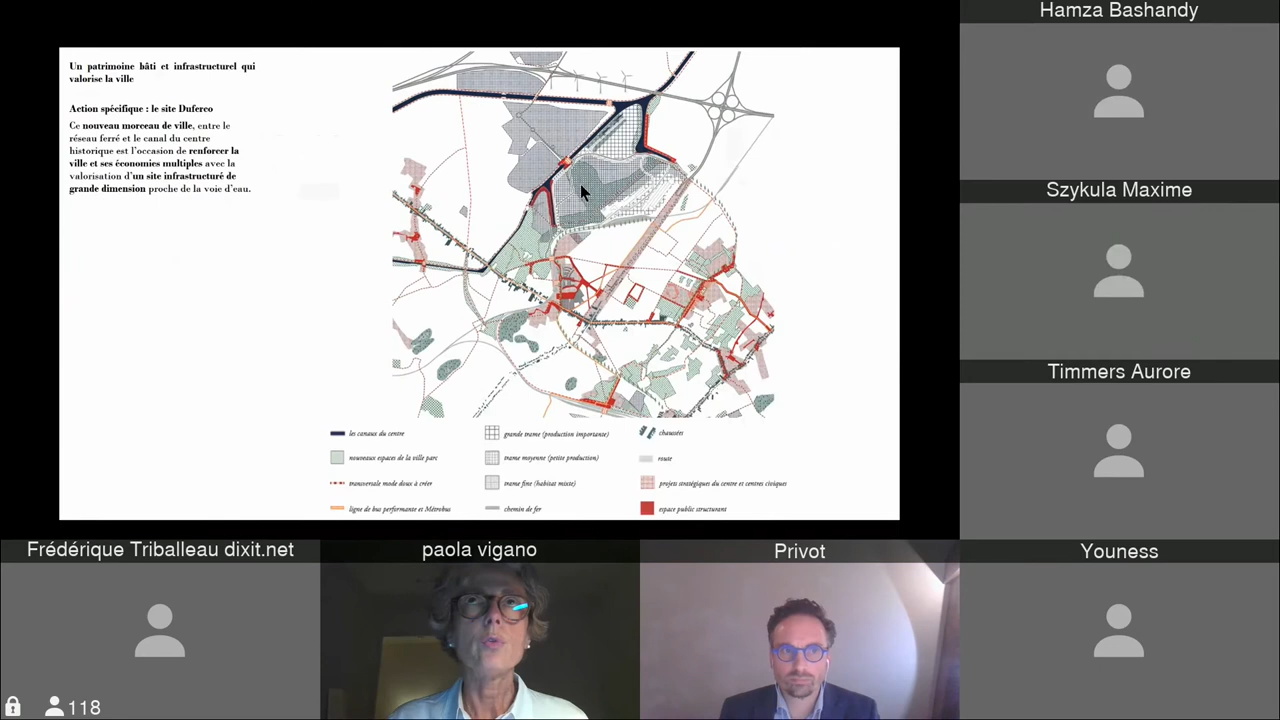 Hamza Bashandy
Un patrimoine bâti et infrastructurel qui
valorise la ville
Action spécifique : le site Duferco
Ce nouveau morceau de ville, entre le
réseau ferré et le canal du centre
historique est l'occasion de renforcer la
ville et ses économies multiples avec la
valorisation d'un site infrastructuré de
grande dimension proche de la voie d'eau.
Szykula Maxime
Timmers Aurore
les canaux du centre
nouveaux espaces de la ville parc
transversale mode doux à créer
ligne de bus performante et Métrobus
grande trame (production importante)
trame moyenne (petite production)
trame fine (habitat mixte)
chemin de fer
chaussées
route
projets stratégiques du centre et centres civiques
espace public structurant
Frédérique Triballeau dixit.net
paola vigano
Privot
Youness
118